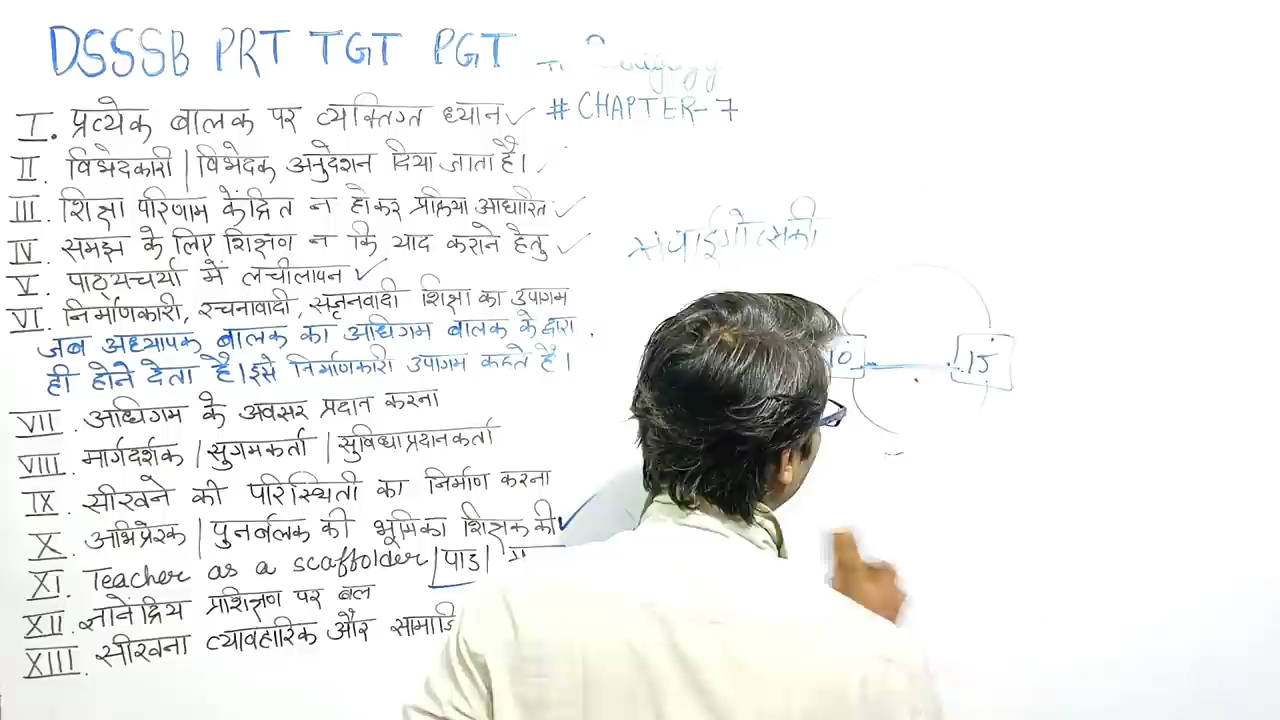 DSSSB PRT TGT PGT
# CHAPTER-7
I. प्रत्येक बालक पर व्यक्तिगत ध्यान ✓
II. विभेदकारी | विभेदक अनुदेशन दिया जाता है। ✓
III. शिक्षा परिणाम केंद्रित न होकर प्रक्रिया आधारित ✓
IV. समझ के लिए शिक्षण न कि याद कराने हेतु ✓
V. पाठ्यचर्या में लचीलापन ✓
VI. निर्माणकारी, रचनावादी, सृजनवादी शिक्षा का उपागम
जब अध्यापक बालक का अधिगम बालक के द्वारा
ही होने देता है। इसे निर्माणकारी उपागम कहते हैं।
VII. अधिगम के अवसर प्रदान करना
VIII. मार्गदर्शक | सुगमकर्ता | सुविधाप्रदानकर्ता
IX. सीखने की परिस्थिती का निर्माण करना
X. अभिप्रेरक | पुनर्बलक की भूमिका शिक्षक की ✓
XI. Teacher as a scaffolder | पाड़ |
XII. ज्ञानेंद्रिय प्रशिक्षण पर बल
XIII. सीखना व्यावहारिक और
वाईगोत्सकी
10 15